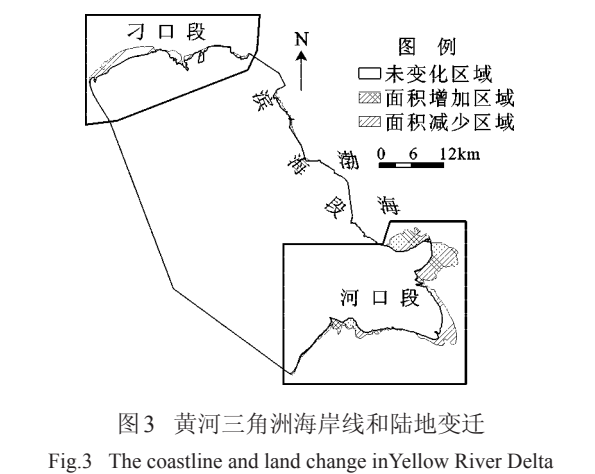 刁口段
N
图 例
未变化区域
面积增加区域
面积减少区域
0 6 12km
滨海段
渤海
河口段
图3 黄河三角洲海岸线和陆地变迁
Fig.3 The coastline and land change inYellow River Delta